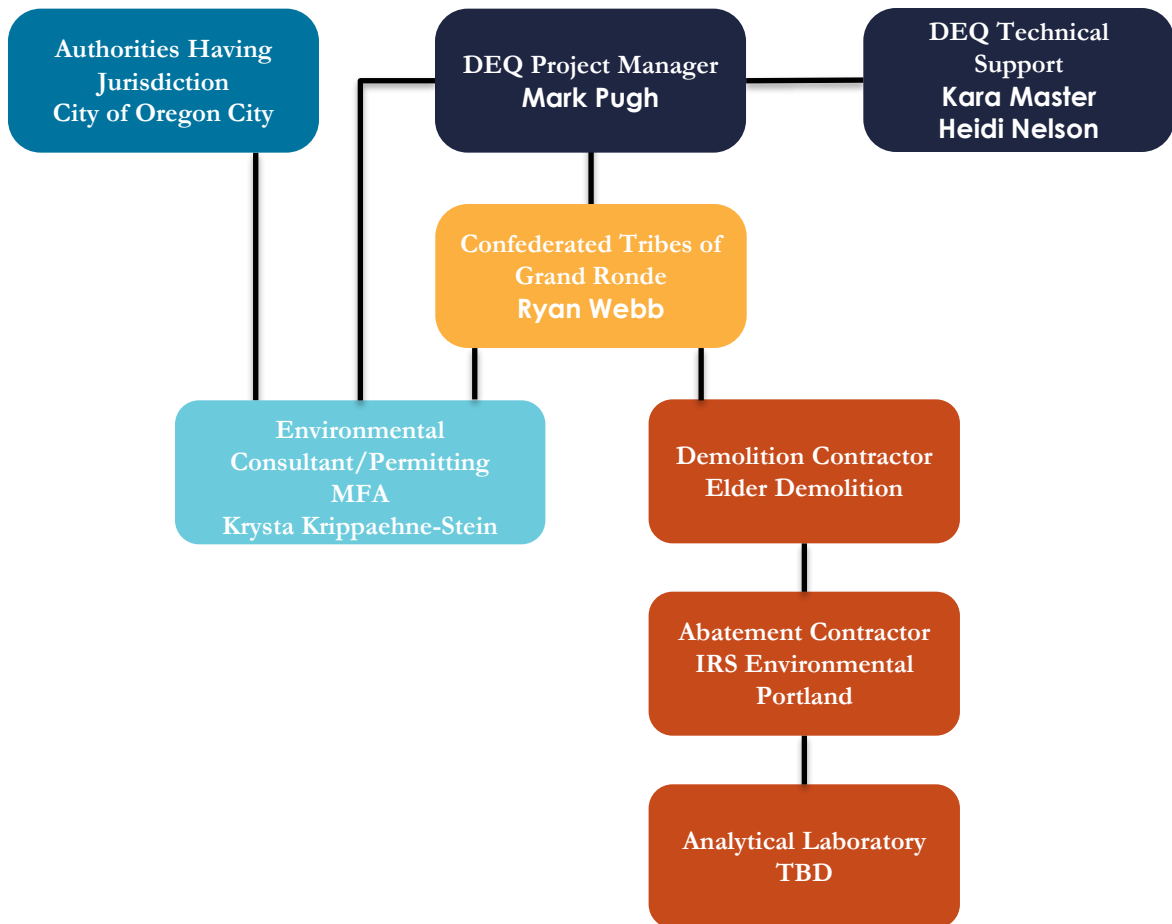 Authorities Having
Jurisdiction
City of Oregon City
DEQ Project Manager
Mark Pugh
DEQ Technical
Support
Kara Master
Heidi Nelson
Confederated Tribes of
Grand Ronde
Ryan Webb
Environmental
Consultant/Permitting
MFA
Krysta Krippaehne-Stein
Demolition Contractor
Elder Demolition
Abatement Contractor
IRS Environmental
Portland
Analytical Laboratory
TBD